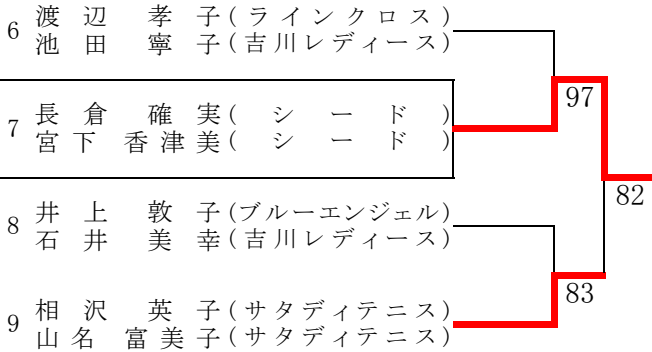 6 渡辺 孝子(ラインクロス)
池田 寧子(吉川レディース)
97
7 長倉 確実(シード)
宮下 香津美(シード)
82
8 井上 敦子(ブルーエンジェル)
石井 美幸(吉川レディース)
83
9 相沢 英子(サタディテニス)
山名 富美子(サタディテニス)